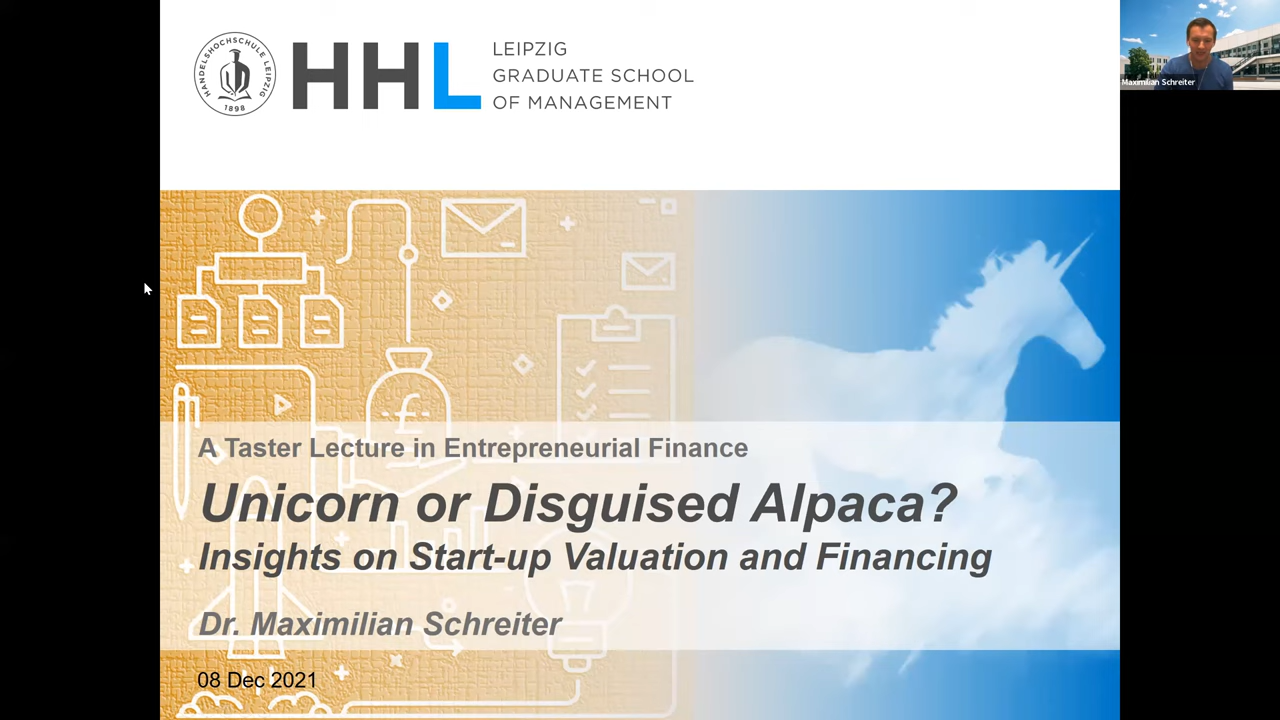 HANDELSHOCHSCHULE LEIPZIG
1898
HHL
LEIPZIG
GRADUATE SCHOOL
OF MANAGEMENT
Maximilian Schreiter
£
A Taster Lecture in Entrepreneurial Finance
Unicorn or Disguised Alpaca?
Insights on Start-up Valuation and Financing
Dr. Maximilian Schreiter
08 Dec 2021